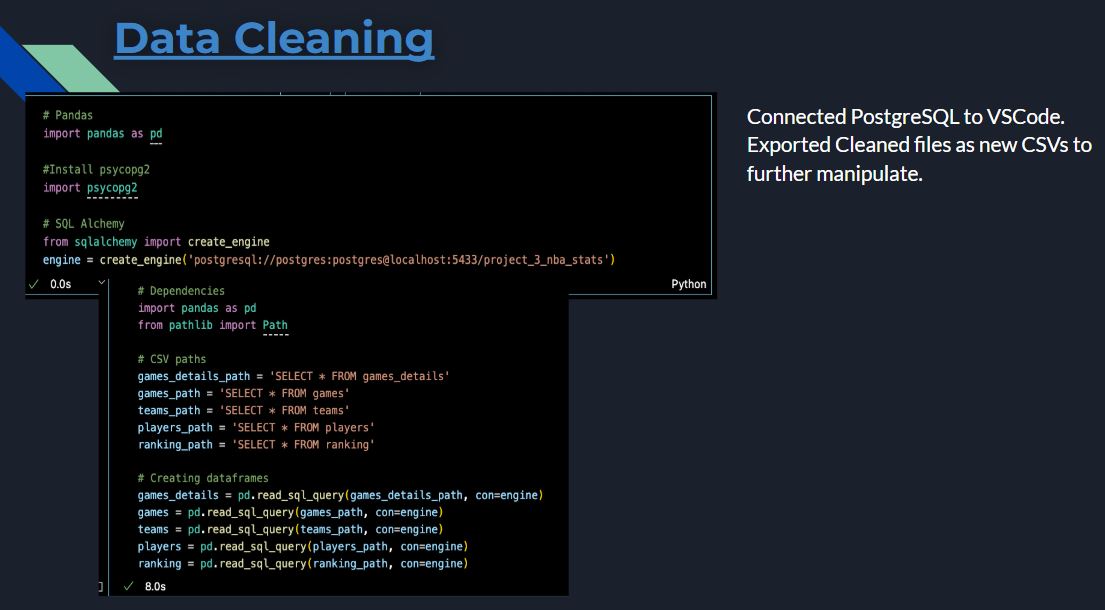 Data Cleaning
# Pandas
import pandas as pd
#Install psycopg2
import psycopg2
# SQL Alchemy
from sqlalchemy import create_engine
engine = create_engine('postgresql://postgres:postgres@localhost:5433/project_3_nba_stats')
0.0s
Python
# Dependencies
import pandas as pd
from pathlib import Path
# CSV paths
games_details_path = 'SELECT * FROM games_details'
games_path = 'SELECT * FROM games'
teams_path = 'SELECT * FROM teams'
players_path = 'SELECT * FROM players'
ranking_path = 'SELECT * FROM ranking'
# Creating dataframes
games_details = pd.read_sql_query(games_details_path, con=engine)
games = pd.read_sql_query(games_path, con=engine)
teams = pd.read_sql_query(teams_path, con=engine)
players = pd.read_sql_query(players_path, con=engine)
ranking = pd.read_sql_query(ranking_path, con=engine)
]
8.0s
Connected PostgreSQL to VSCode.
Exported Cleaned files as new CSVs to
further manipulate.